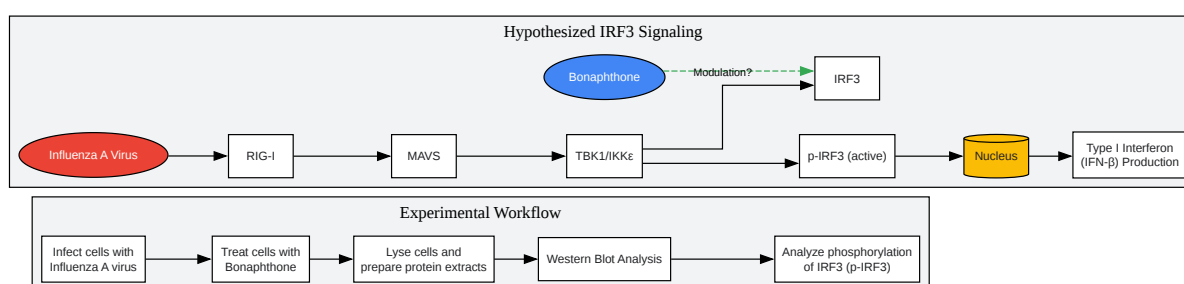 Hypothesized IRF3 Signaling
Bonaphthone
Modulation?
IRF3
Influenza A Virus
RIG-I
MAVS
TBK1/IKKε
p-IRF3 (active)
Nucleus
Type I Interferon
(IFN-β) Production
Experimental Workflow
Infect cells with
Influenza A virus
Treat cells with
Bonaphthone
Lyse cells and
prepare protein extracts
Western Blot Analysis
Analyze phosphorylation
of IRF3 (p-IRF3)